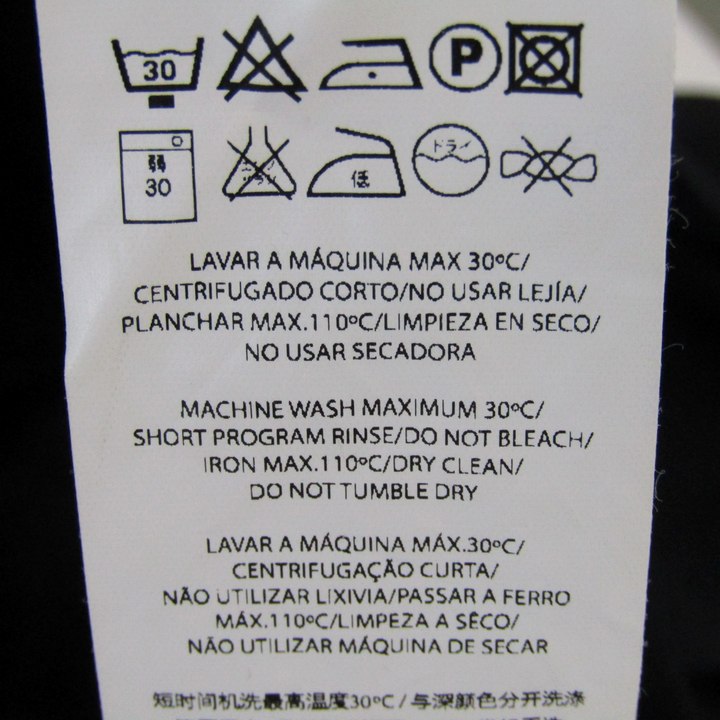 30 P
30 低 ドライ
LAVAR A MÁQUINA MAX 30ºC/
CENTRIFUGADO CORTO/NO USAR LEJÍA/
PLANCHAR MAX.110ºC/LIMPIEZA EN SECO/
NO USAR SECADORA
MACHINE WASH MAXIMUM 30ºC/
SHORT PROGRAM RINSE/DO NOT BLEACH/
IRON MAX.110ºC/DRY CLEAN/
DO NOT TUMBLE DRY
LAVAR A MÁQUINA MÁX.30ºC/
CENTRIFUGAÇÃO CURTA/
NÃO UTILIZAR LIXIVIA/PASSAR A FERRO
MÁX.110ºC/LIMPEZA A SÊCO/
NÃO UTILIZAR MÁQUINA DE SECAR
短时间机洗最高温度30ºC/与深颜色分开洗涤